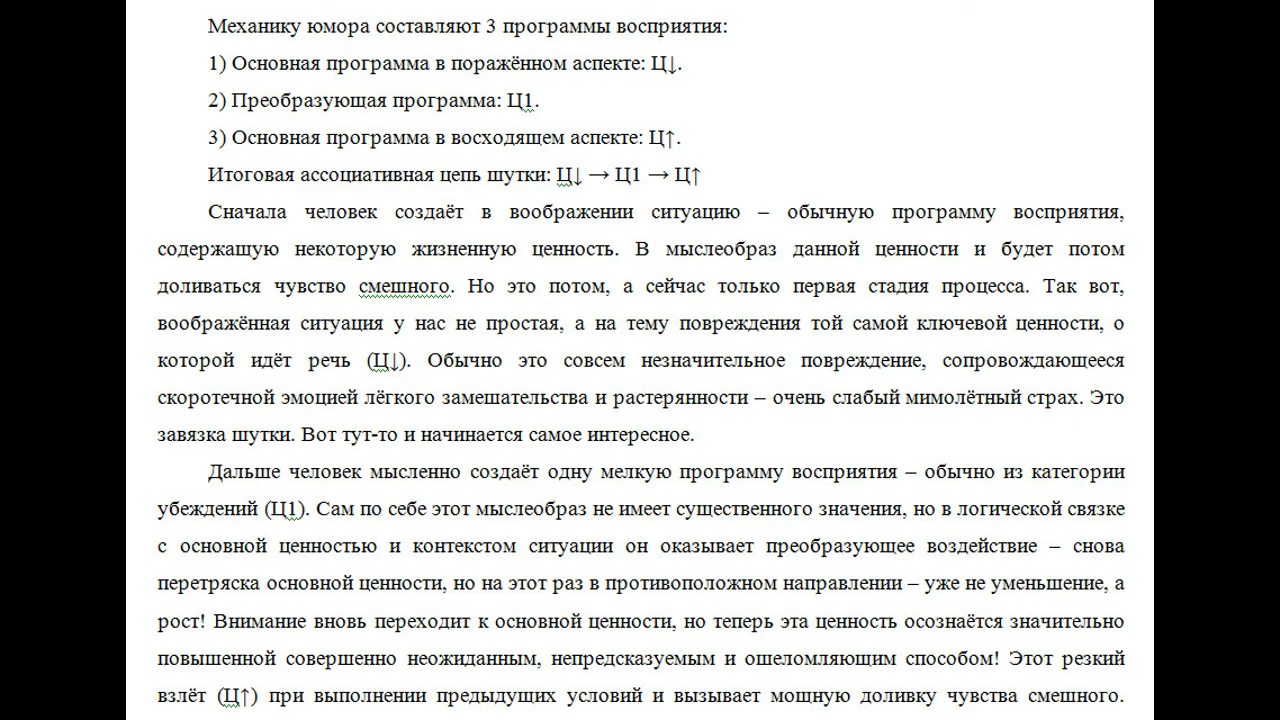 Механику юмора составляют 3 программы восприятия:
1) Основная программа в поражённом аспекте: Ц↓.
2) Преобразующая программа: Ц1.
3) Основная программа в восходящем аспекте: Ц↑.
Итоговая ассоциативная цепь шутки: Ц↓ → Ц1 → Ц↑
Сначала человек создаёт в воображении ситуацию – обычную программу восприятия,
содержащую некоторую жизненную ценность. В мыслеобраз данной ценности и будет потом
доливаться чувство смешного. Но это потом, а сейчас только первая стадия процесса. Так вот,
воображённая ситуация у нас не простая, а на тему повреждения той самой ключевой ценности, о
которой идёт речь (Ц↓). Обычно это совсем незначительное повреждение, сопровождающееся
скоротечной эмоцией лёгкого замешательства и растерянности – очень слабый мимолётный страх. Это
завязка шутки. Вот тут-то и начинается самое интересное.
Дальше человек мысленно создаёт одну мелкую программу восприятия – обычно из категории
убеждений (Ц1). Сам по себе этот мыслеобраз не имеет существенного значения, но в логической связке
с основной ценностью и контекстом ситуации он оказывает преобразующее воздействие – снова
перетряска основной ценности, но на этот раз в противоположном направлении – уже не уменьшение, а
рост! Внимание вновь переходит к основной ценности, но теперь эта ценность осознаётся значительно
повышенной совершенно неожиданным, непредсказуемым и ошеломляющим способом! Этот резкий
взлёт (Ц↑) при выполнении предыдущих условий и вызывает мощную доливку чувства смешного.